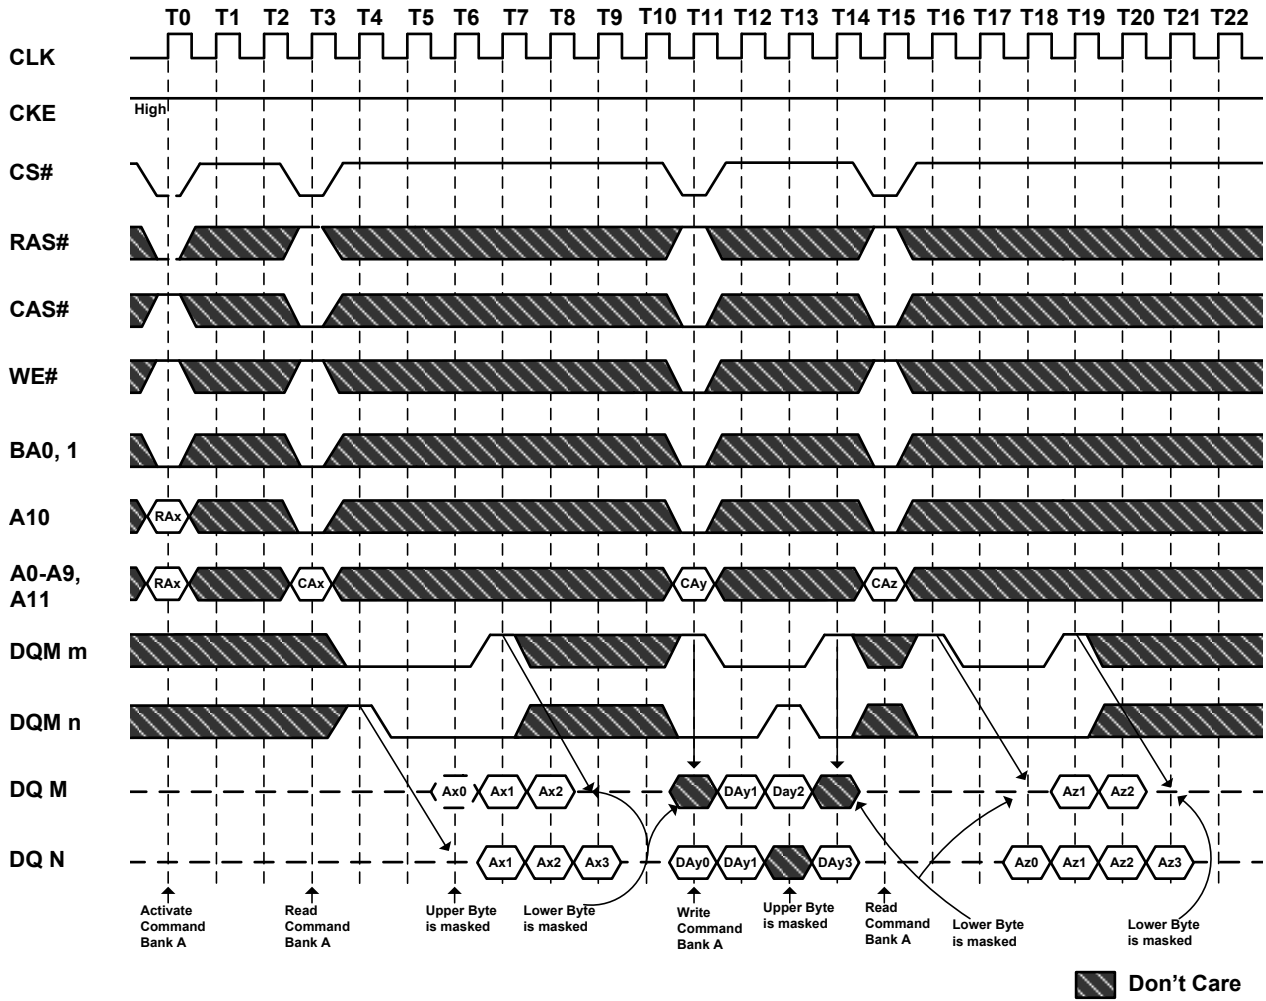 T0 T1 T2 T3 T4 T5 T6 T7 T8 T9 T10 T11 T12 T13 T14 T15 T16 T17 T18 T19 T20 T21 T22
CLK
CKE
High
CS#
RAS#
CAS#
WE#
BA0, 1
A10
RAx
A0-A9,
A11
RAx CAx CAy CAz
DQM m
DQM n
DQ M
Ax0 Ax1 Ax2 DAy1 Day2 Az1 Az2
DQ N
Ax1 Ax2 Ax3 DAy0 DAy1 DAy3 Az0 Az1 Az2 Az3
Activate
Command
Bank A
Read
Command
Bank A
Upper Byte
is masked
Lower Byte
is masked
Write
Command
Bank A
Upper Byte
is masked
Read
Command
Bank A
Lower Byte
is masked
Lower Byte
is masked
Don't Care